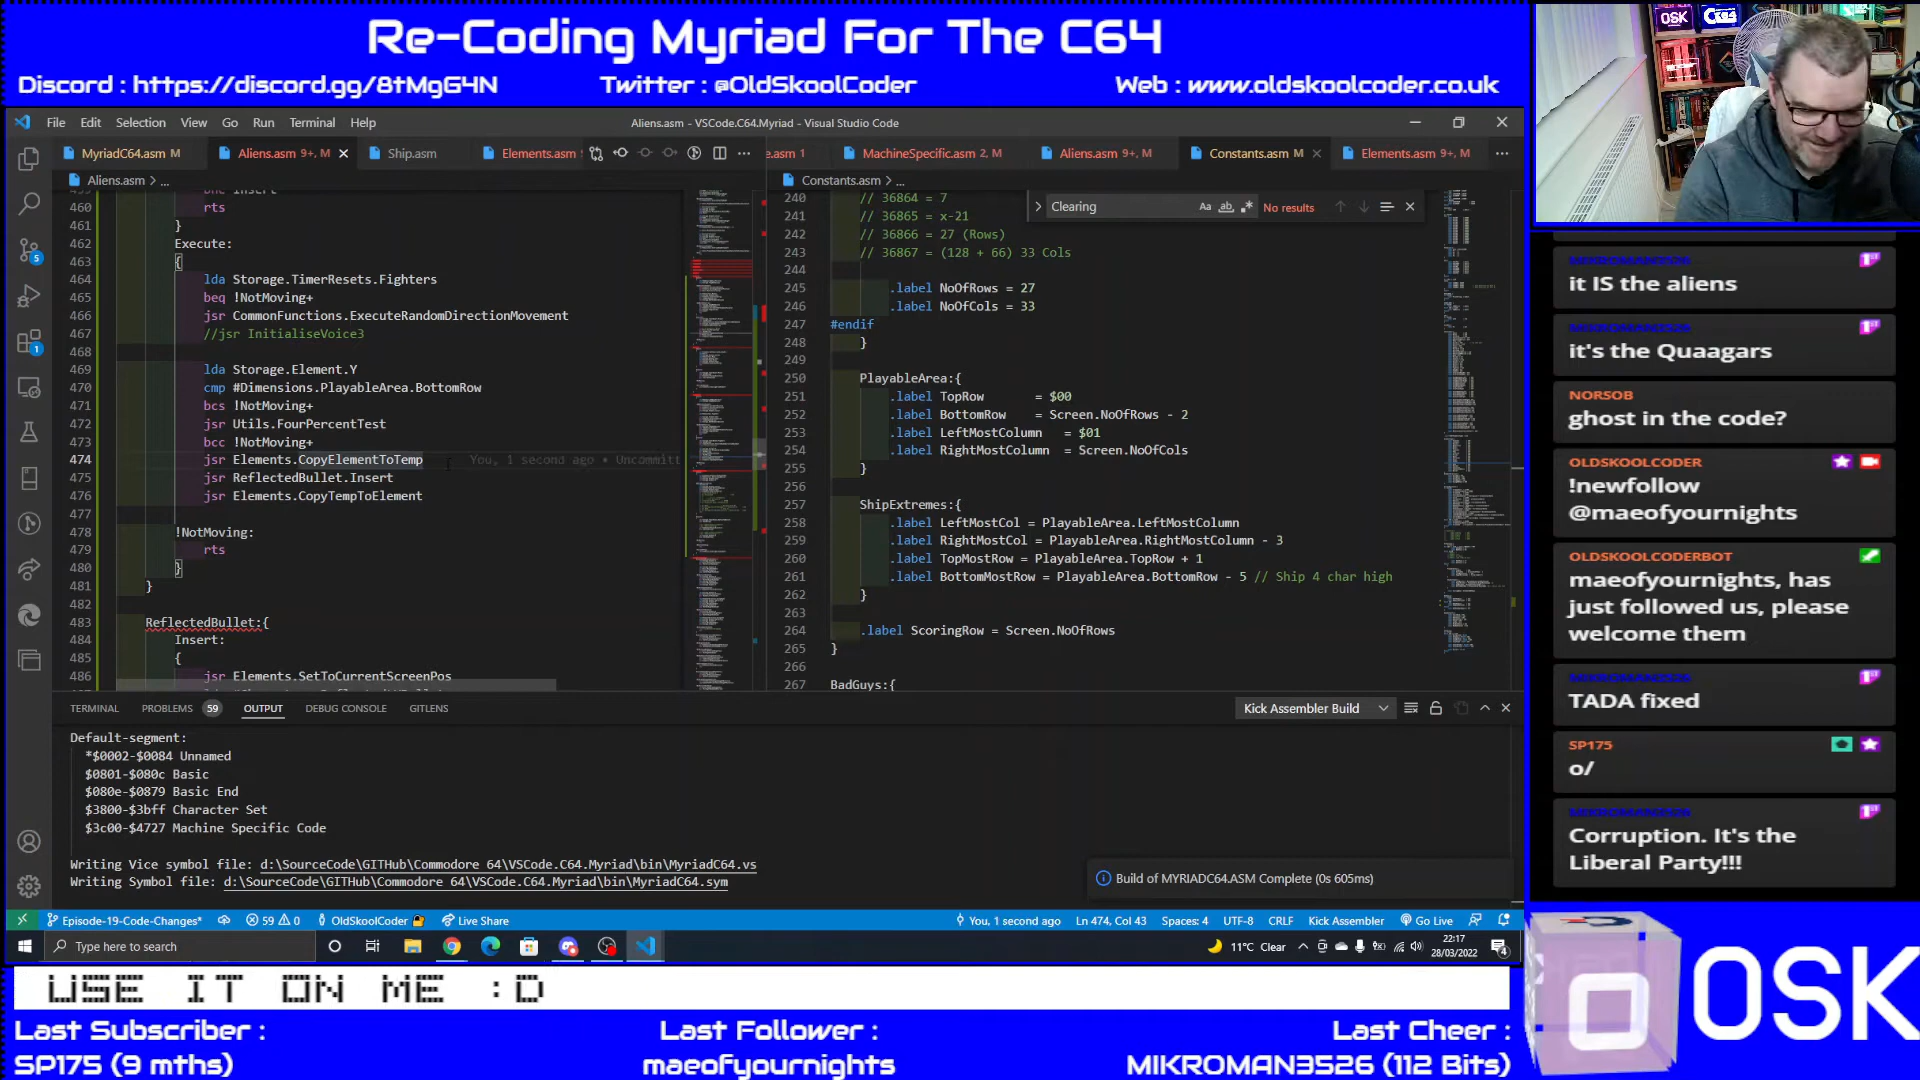 Re-Coding Myriad For The C64
Discord : https://discord.gg/8tMgG4N
Twitter : @OldSkoolCoder
Web : www.oldskoolcoder.co.uk
File Edit Selection View Go Run Terminal Help
Aliens.asm - VSCode.C64.Myriad - Visual Studio Code
MyriadC64.asm M
Aliens.asm 9+, M
Ship.asm
Elements.asm
e.asm 1
MachineSpecific.asm 2, M
Aliens.asm 9+, M
Constants.asm M
Elements.asm 9+, M
Aliens.asm > ...
Constants.asm > ...
Clearing
Aa ab
No results
460 rts
461 }
462 Execute:
463 {
464 lda Storage.TimerResets.Fighters
465 beq !NotMoving+
466 jsr CommonFunctions.ExecuteRandomDirectionMovement
467 //jsr InitialiseVoice3
468
469 lda Storage.Element.Y
470 cmp #Dimensions.PlayableArea.BottomRow
471 bcs !NotMoving+
472 jsr Utils.FourPercentTest
473 bcc !NotMoving+
474 jsr Elements.CopyElementToTemp You, 1 second ago • Uncommitt
475 jsr ReflectedBullet.Insert
476 jsr Elements.CopyTempToElement
477
478 !NotMoving:
479 rts
480 }
481 }
482
483 ReflectedBullet:{
484 Insert:
485 {
486 jsr Elements.SetToCurrentScreenPos
240 // 36864 = 7
241 // 36865 = x-21
242 // 36866 = 27 (Rows)
243 // 36867 = (128 + 66) 33 Cols
244
245 .label NoOfRows = 27
246 .label NoOfCols = 33
247 #endif
248 }
249
250 PlayableArea:{
251 .label TopRow = $00
252 .label BottomRow = Screen.NoOfRows - 2
253 .label LeftMostColumn = $01
254 .label RightMostColumn = Screen.NoOfCols
255 }
256
257 ShipExtremes:{
258 .label LeftMostCol = PlayableArea.LeftMostColumn
259 .label RightMostCol = PlayableArea.RightMostColumn - 3
260 .label TopMostRow = PlayableArea.TopRow + 1
261 .label BottomMostRow = PlayableArea.BottomRow - 5 // Ship 4 char high
262 }
263
264 .label ScoringRow = Screen.NoOfRows
265 }
266
267 BadGuys:{
TERMINAL PROBLEMS 59 OUTPUT DEBUG CONSOLE GITLENS
Kick Assembler Build
Default-segment:
*$0002-$0084 Unnamed
$0801-$080c Basic
$080e-$0879 Basic End
$3800-$3bff Character Set
$3c00-$4727 Machine Specific Code
Writing Vice symbol file: d:\SourceCode\GITHub\Commodore 64\VSCode.C64.Myriad\bin\MyriadC64.vs
Writing Symbol file: d:\SourceCode\GITHub\Commodore 64\VSCode.C64.Myriad\bin\MyriadC64.sym
Build of MYRIADC64.ASM Complete (0s 605ms)
Episode-19-Code-Changes* 59 0 OldSkoolCoder Live Share
You, 1 second ago Ln 474, Col 43 Spaces: 4 UTF-8 CRLF Kick Assembler Go Live
Type here to search
11°C Clear
22:17
28/03/2022
MIKROMAN3526
it IS the aliens
MIKROMAN3526
it's the Quaagars
NORSOB
ghost in the code?
OLDSKOOLCODER
!newfollow
@maeofyournights
OLDSKOOLCODERBOT
maeofyournights, has
just followed us, please
welcome them
MIKROMAN3526
TADA fixed
SP175
o/
MIKROMAN3526
Corruption. It's the
Liberal Party!!!
USE IT ON ME :D
Last Subscriber :
SP175 (9 mths)
Last Follower :
maeofyournights
Last Cheer :
MIKROMAN3526 (112 Bits)
OSK